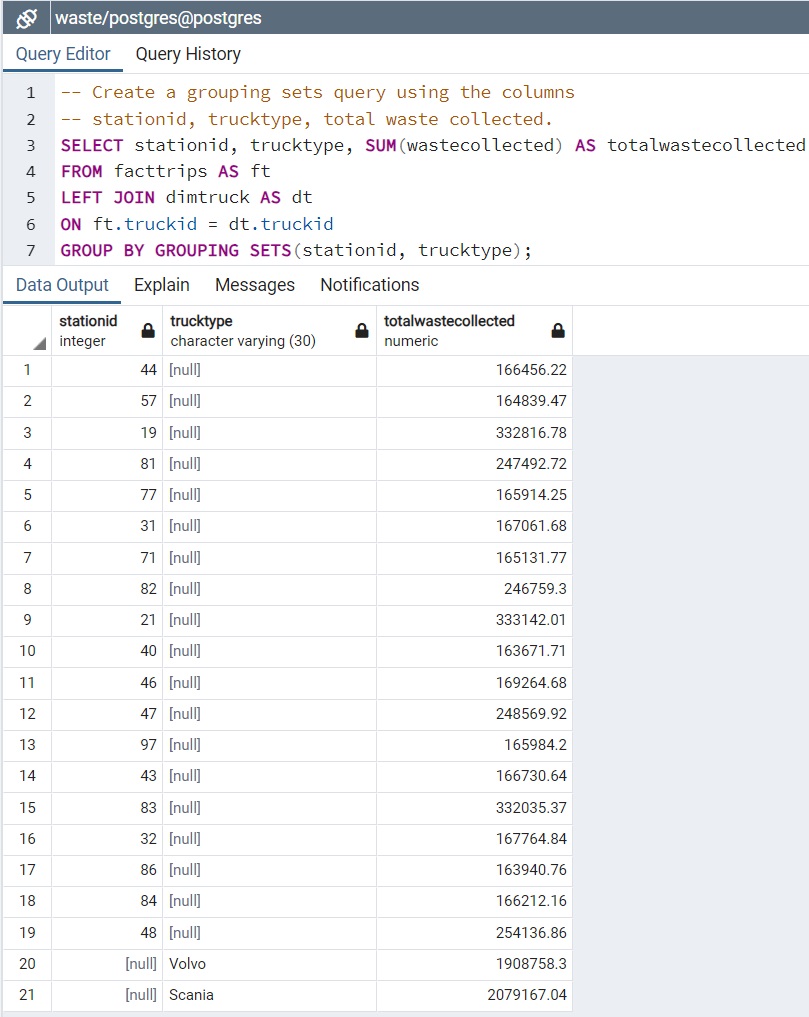 waste/postgres@postgres
Query Editor Query History
1 -- Create a grouping sets query using the columns
2 -- stationid, trucktype, total waste collected.
3 SELECT stationid, trucktype, SUM(wastecollected) AS totalwastecollected
4 FROM facttrips AS ft
5 LEFT JOIN dimtruck AS dt
6 ON ft.truckid = dt.truckid
7 GROUP BY GROUPING SETS(stationid, trucktype);
Data Output Explain Messages Notifications
stationid trucktype totalwastecollected
integer character varying (30) numeric
1 44 [null] 166456.22
2 57 [null] 164839.47
3 19 [null] 332816.78
4 81 [null] 247492.72
5 77 [null] 165914.25
6 31 [null] 167061.68
7 71 [null] 165131.77
8 82 [null] 246759.3
9 21 [null] 333142.01
10 40 [null] 163671.71
11 46 [null] 169264.68
12 47 [null] 248569.92
13 97 [null] 165984.2
14 43 [null] 166730.64
15 83 [null] 332035.37
16 32 [null] 167764.84
17 86 [null] 163940.76
18 84 [null] 166212.16
19 48 [null] 254136.86
20 [null] Volvo 1908758.3
21 [null] Scania 2079167.04